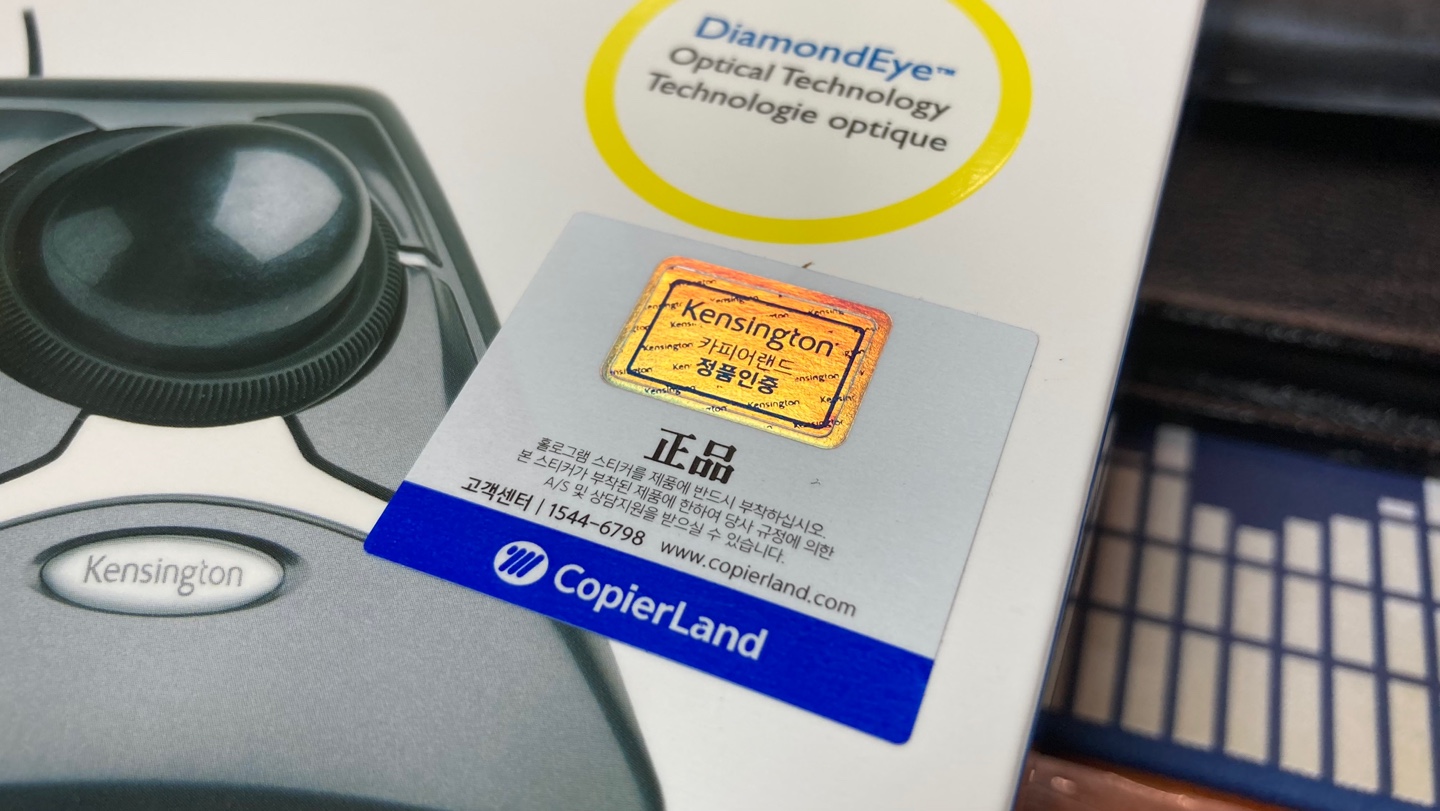 DiamondEye™
Optical Technology
Technologie optique
Kensington
카피어랜드
정품인증
正品
홀로그램 스티커를 제품에 반드시 부착하십시오.
본 스티커가 부착된 제품에 한하여 당사 규정에 의한
A/S 및 상담지원을 받으실 수 있습니다.
고객센터 | 1544-6798 www.copierland.com
CopierLand
Kensington